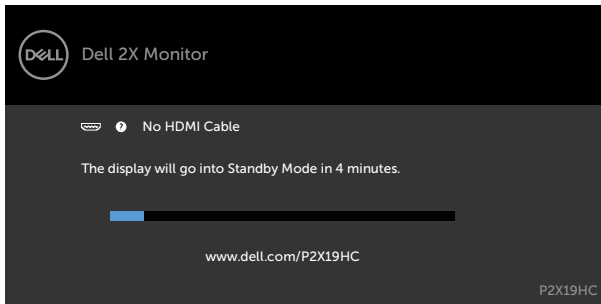 DELL
Dell 2X Monitor
? No HDMI Cable
The display will go into Standby Mode in 4 minutes.
www.dell.com/P2X19HC
P2X19HC